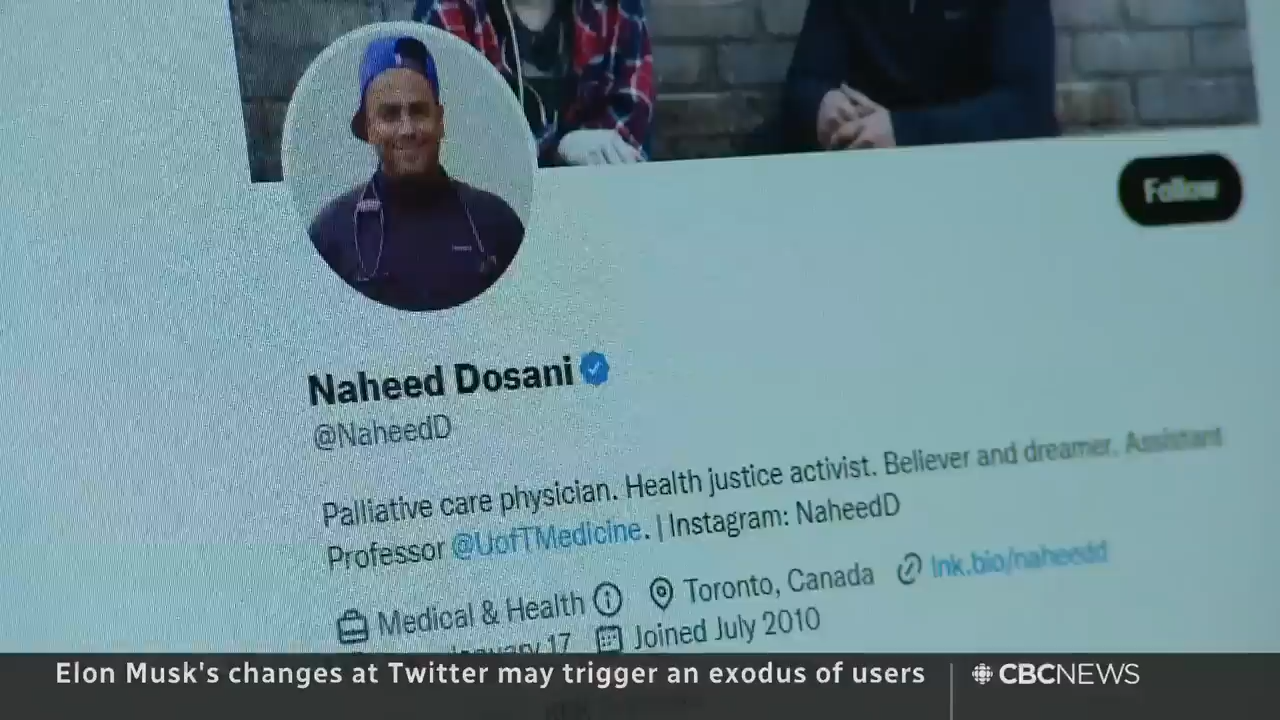 Follow
Naheed Dosani
@NaheedD
Palliative care physician. Health justice activist. Believer and dreamer. Assistant
Professor @UofTMedicine. | Instagram: NaheedD
Medical & Health Toronto, Canada lnk.bio/naheedd
January 17 Joined July 2010
Elon Musk's changes at Twitter may trigger an exodus of users
CBCNEWS